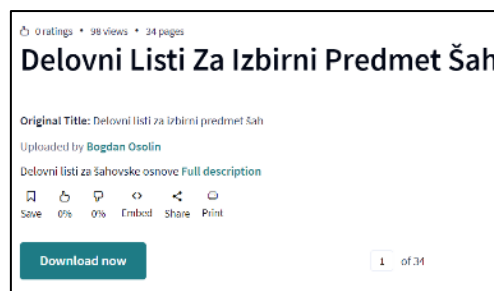 0 ratings • 98 views • 34 pages
Delovni Listi Za Izbirni Predmet Šah
Original Title: Delovni listi za izbirni predmet šah
Uploaded by Bogdan Osolin
Delovni listi za šahovske osnove Full description
Save 0% 0% Embed Share Print
Download now 1 of 34